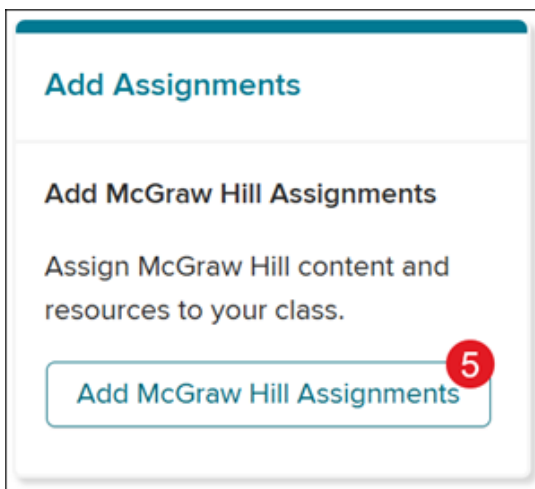 Add Assignments
Add McGraw Hill Assignments
Assign McGraw Hill content and
resources to your class.
5
Add McGraw Hill Assignments